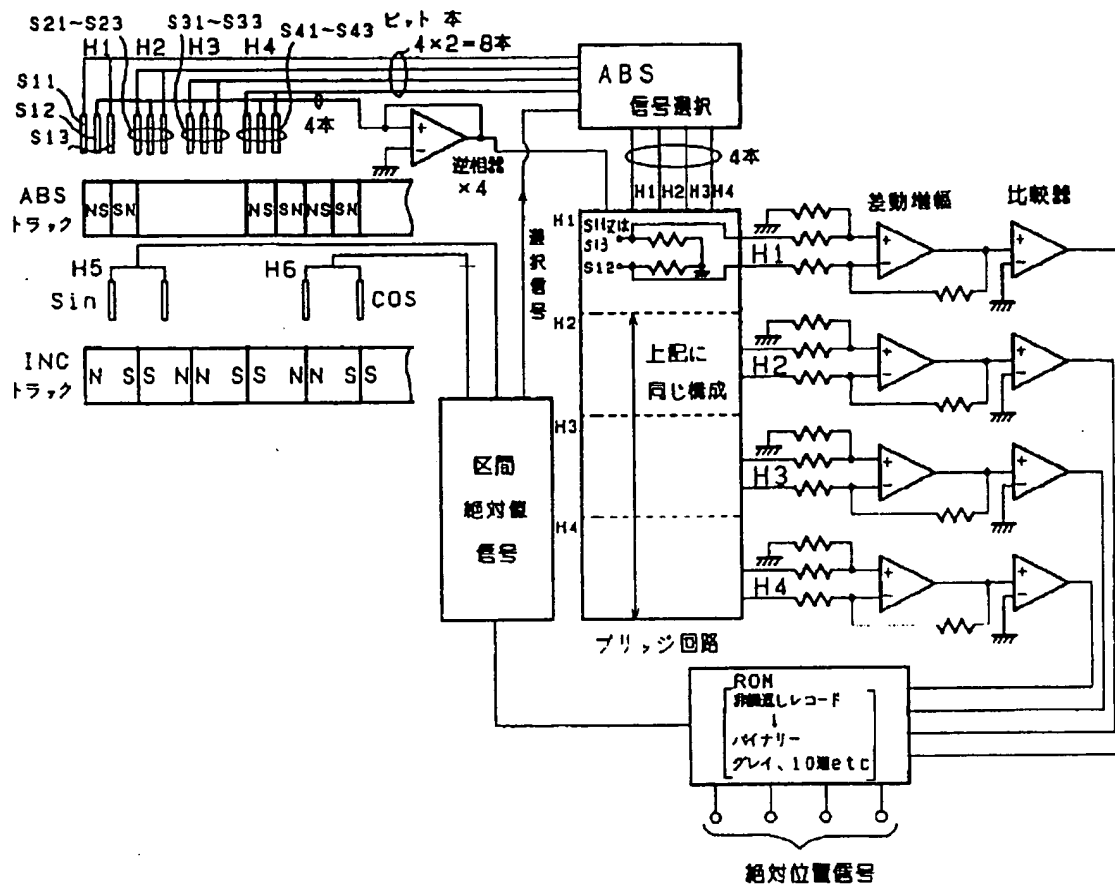 S21~S23
S31~S33
S41~S43
ビット 本
4×2=8本
H1 H2 H3 H4
S11
S12
S13
4本
+
-
逆相器
×4
ABS
信号選択
4本
H1 H2 H3 H4
ABS
トラック
NS SN NS SN NS SN
H5
Sin
H6
COS
選択信号
INC
トラック
N S S N N S S N N S S
区間
絶対値
信号
H1
S11又は
S13
S12
H2
上記に
同じ構成
H3
H4
ブリッジ回路
差動増幅
比較器
H1
+
-
+
-
H2
+
-
+
-
H3
+
-
+
-
H4
+
-
+
-
ROM
非繰返しレコード
↓
バイナリー
グレイ、10進etc
絶対位置信号